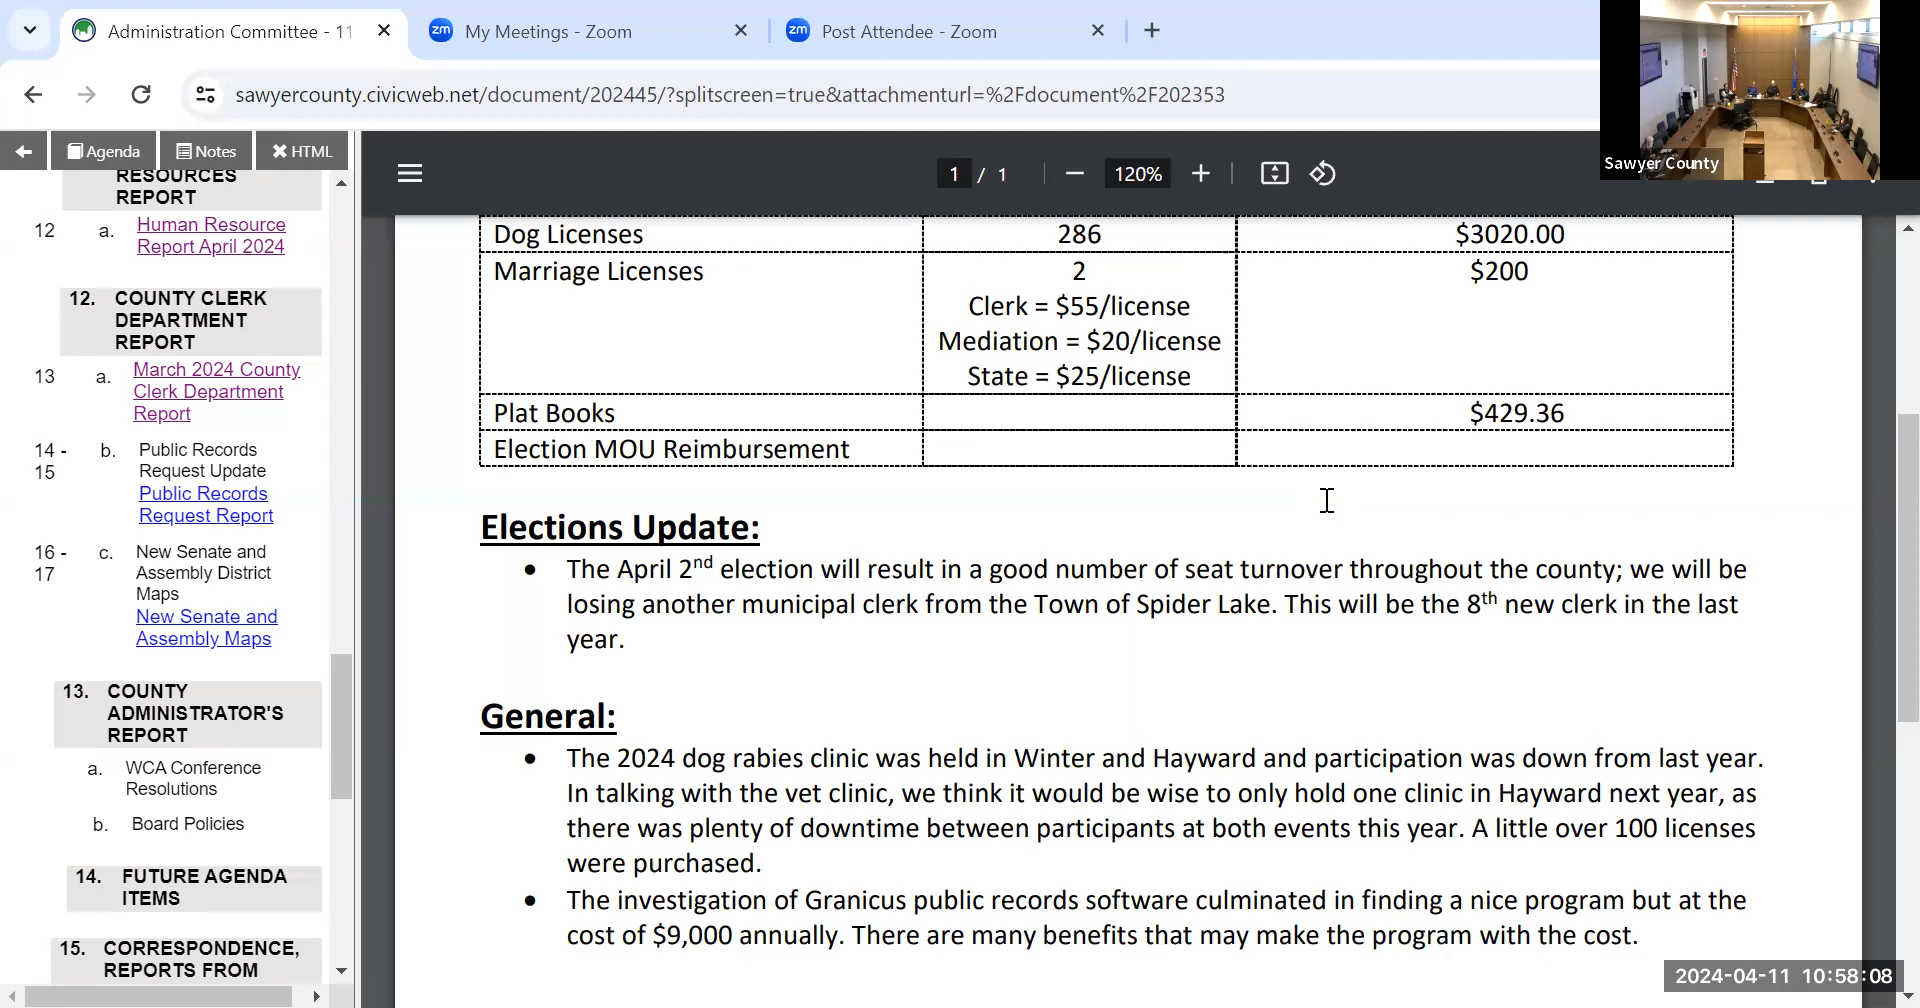 Administration Committee - 11
My Meetings - Zoom
Post Attendee - Zoom
sawyercounty.civicweb.net/document/202445/?splitscreen=true&attachmenturl=%2Fdocument%2F202353
Sawyer County
Agenda
Notes
HTML
1 / 1
120%
RESOURCES
REPORT
12 a. Human Resource
Report April 2024
12. COUNTY CLERK
DEPARTMENT
REPORT
13 a. March 2024 County
Clerk Department
Report
14 - b. Public Records
15 Request Update
Public Records
Request Report
16 - c. New Senate and
17 Assembly District
Maps
New Senate and
Assembly Maps
13. COUNTY
ADMINISTRATOR'S
REPORT
a. WCA Conference
Resolutions
b. Board Policies
14. FUTURE AGENDA
ITEMS
15. CORRESPONDENCE,
REPORTS FROM
Dog Licenses 286 $3020.00
Marriage Licenses 2 $200
Clerk = $55/license
Mediation = $20/license
State = $25/license
Plat Books $429.36
Election MOU Reimbursement
Elections Update:
• The April 2nd election will result in a good number of seat turnover throughout the county; we will be
losing another municipal clerk from the Town of Spider Lake. This will be the 8th new clerk in the last
year.
General:
• The 2024 dog rabies clinic was held in Winter and Hayward and participation was down from last year.
In talking with the vet clinic, we think it would be wise to only hold one clinic in Hayward next year, as
there was plenty of downtime between participants at both events this year. A little over 100 licenses
were purchased.
• The investigation of Granicus public records software culminated in finding a nice program but at the
cost of $9,000 annually. There are many benefits that may make the program with the cost.
2024-04-11 10:58:08